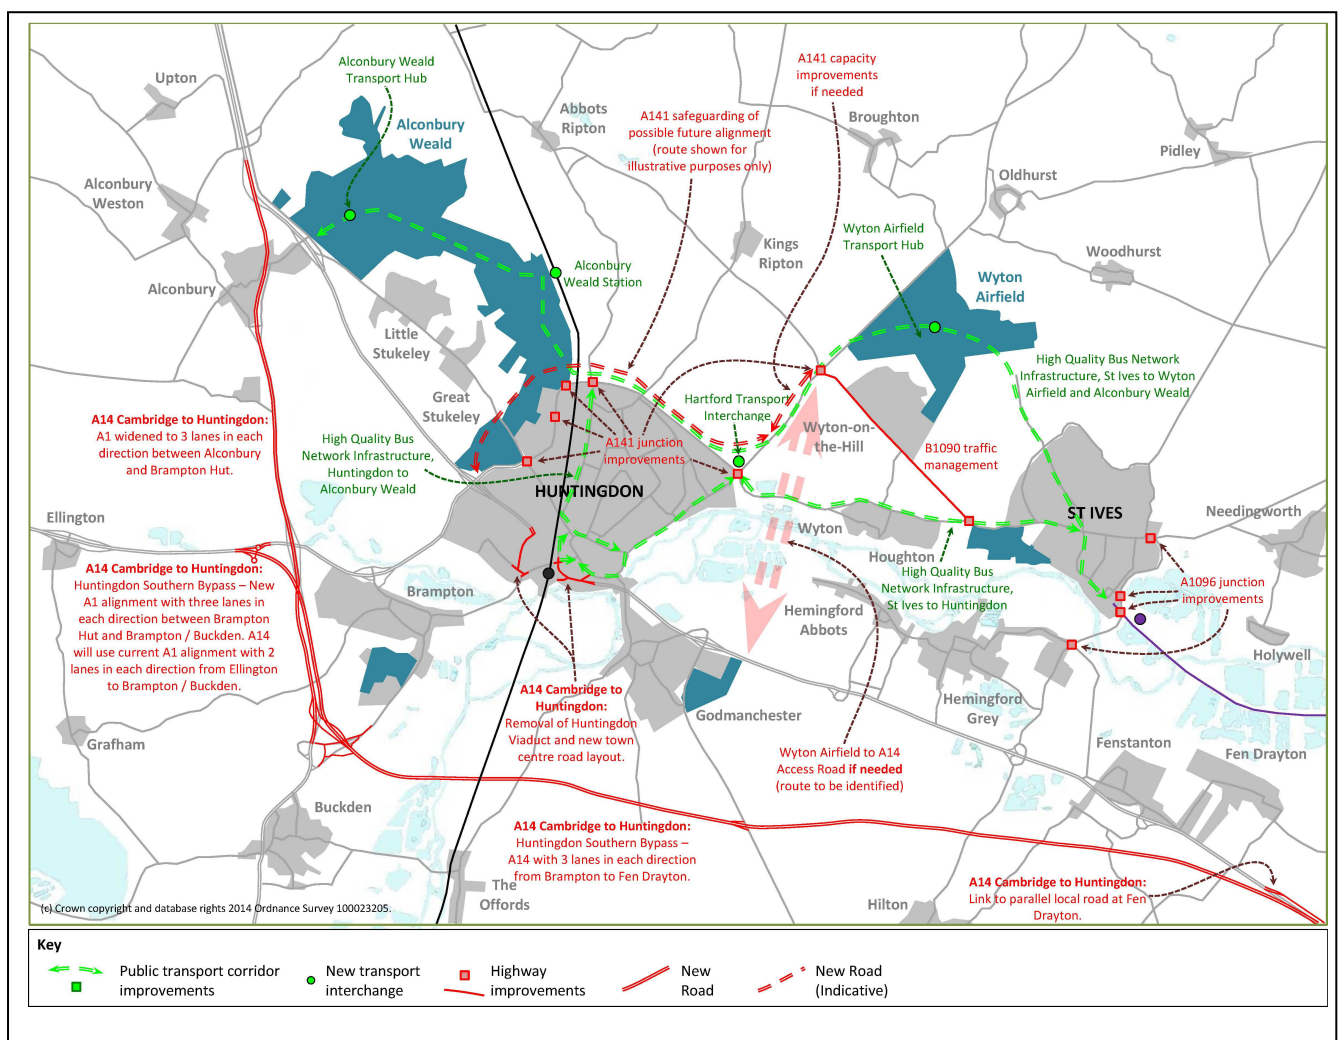 Upton
Alconbury Weald
Transport Hub
Alconbury
Weald
Abbots
Ripton
A141 safeguarding of
possible future alignment
(route shown for
illustrative purposes only)
A141 capacity
improvements
if needed
Broughton
Pidley
Oldhurst
Alconbury
Weston
Kings
Ripton
Wyton Airfield
Transport Hub
Woodhurst
Wyton
Airfield
Alconbury
Alconbury
Weald Station
Little
Stukeley
Great
Stukeley
High Quality Bus Network
Infrastructure, St Ives to Wyton
Airfield and Alconbury Weald
Hartford Transport
Interchange
A14 Cambridge to Huntingdon:
A1 widened to 3 lanes in each
direction between Alconbury
and Brampton Hut.
High Quality Bus
Network Infrastructure,
Huntingdon to
Alconbury Weald
A141 junction
improvements
Wyton-on-
the-Hill
B1090 traffic
management
HUNTINGDON
ST IVES
Needingworth
Ellington
Wyton
Houghton
High Quality Bus
Network Infrastructure,
St Ives to Huntingdon
A14 Cambridge to Huntingdon:
Huntingdon Southern Bypass – New
A1 alignment with three lanes in
each direction between Brampton
Hut and Brampton / Buckden. A14
will use current A1 alignment with 2
lanes in each direction from Ellington
to Brampton / Buckden.
Brampton
Hemingford
Abbots
A1096 junction
improvements
Holywell
Hemingford
Grey
A14 Cambridge to
Huntingdon:
Removal of Huntingdon
Viaduct and new town
centre road layout.
Godmanchester
Grafham
Wyton Airfield to A14
Access Road if needed
(route to be identified)
Fenstanton
Fen Drayton
Buckden
A14 Cambridge to Huntingdon:
Huntingdon Southern Bypass –
A14 with 3 lanes in each direction
from Brampton to Fen Drayton.
The
Offords
Hilton
A14 Cambridge to Huntingdon:
Link to parallel local road at Fen
Drayton.
(c) Crown copyright and database rights 2014 Ordnance Survey 100023205.
Key
Public transport corridor
improvements
New transport
interchange
Highway
improvements
New
Road
New Road
(Indicative)